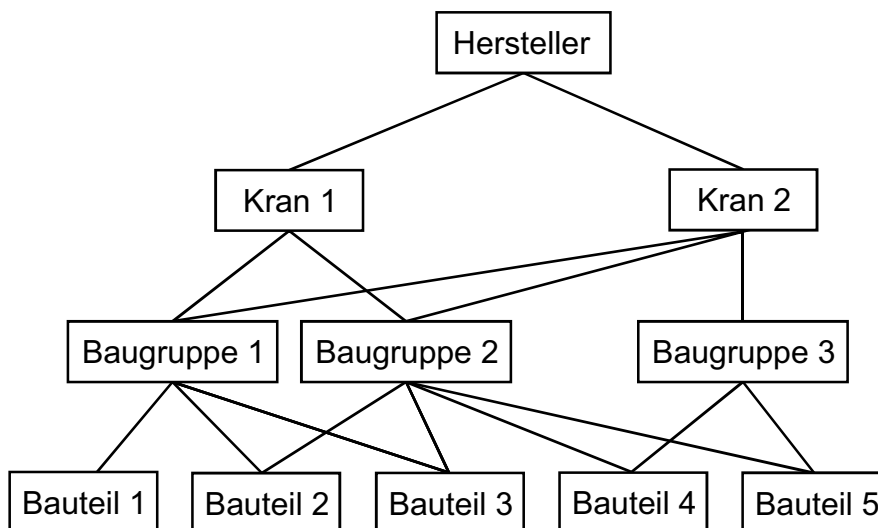 Hersteller
Kran 1
Kran 2
Baugruppe 1
Baugruppe 2
Baugruppe 3
Bauteil 1
Bauteil 2
Bauteil 3
Bauteil 4
Bauteil 5